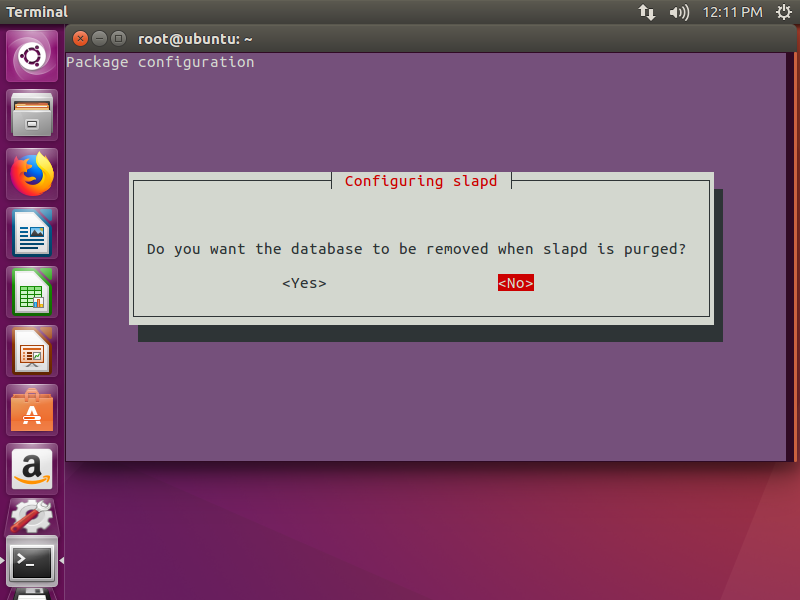 Terminal
12:11 PM
root@ubuntu: ~
Package configuration
Configuring slapd
Do you want the database to be removed when slapd is purged?
<Yes>
<No>
A
a
>_